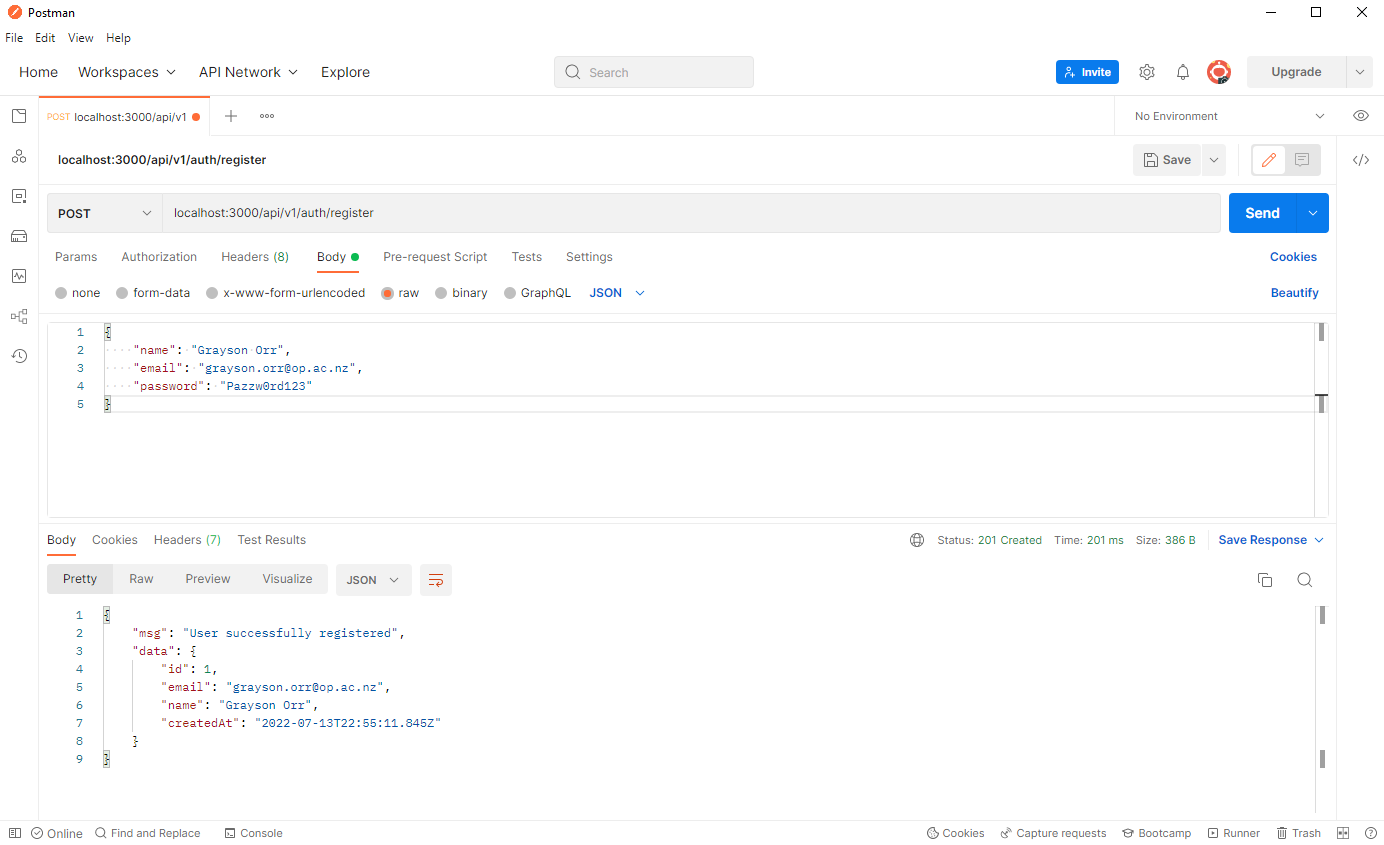 Postman
File Edit View Help
Home Workspaces API Network Explore Search Invite Upgrade
POST localhost:3000/api/v1 No Environment
localhost:3000/api/v1/auth/register Save
POST localhost:3000/api/v1/auth/register Send
Params Authorization Headers (8) Body Pre-request Script Tests Settings Cookies
none form-data x-www-form-urlencoded raw binary GraphQL JSON Beautify
1 {
2 "name": "Grayson Orr",
3 "email": "grayson.orr@op.ac.nz",
4 "password": "Pazzw0rd123"
5 }
Body Cookies Headers (7) Test Results Status: 201 Created Time: 201 ms Size: 386 B Save Response
Pretty Raw Preview Visualize JSON
1 {
2 "msg": "User successfully registered",
3 "data": {
4 "id": 1,
5 "email": "grayson.orr@op.ac.nz",
6 "name": "Grayson Orr",
7 "createdAt": "2022-07-13T22:55:11.845Z"
8 }
9 }
Online Find and Replace Console Cookies Capture requests Bootcamp Runner Trash